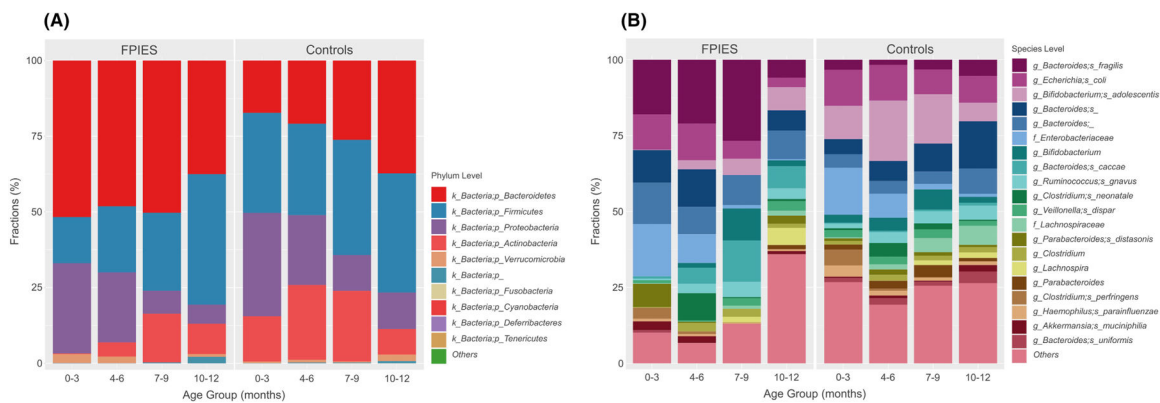 (A)
FPIES
Controls
100
75
50
25
0
Fractions (%)
0-3
4-6
7-9
10-12
0-3
4-6
7-9
10-12
Age Group (months)
Phylum Level
k_Bacteria;p_Bacteroidetes
k_Bacteria;p_Firmicutes
k_Bacteria;p_Proteobacteria
k_Bacteria;p_Actinobacteria
k_Bacteria;p_Verrucomicrobia
k_Bacteria;p_
k_Bacteria;p_Fusobacteria
k_Bacteria;p_Cyanobacteria
k_Bacteria;p_Deferribacteres
k_Bacteria;p_Tenericutes
Others
(B)
FPIES
Controls
100
75
50
25
0
Fractions (%)
0-3
4-6
7-9
10-12
0-3
4-6
7-9
10-12
Age Group (months)
Species Level
g_Bacteroides;s_fragilis
g_Echerichia;s_coli
g_Bifidobacterium;s_adolescentis
g_Bacteroides;s_
g_Bacteroides;_
f_Enterobacteriaceae
g_Bifidobacterium
g_Bacteroides;s_caccae
g_Ruminococcus;s_gnavus
g_Clostridium;s_neonatale
g_Veillonella;s_dispar
f_Lachnospiraceae
g_Parabacteroides;s_distasonis
g_Clostridium
g_Lachnospira
g_Parabacteroides
g_Clostridium;s_perfringens
g_Haemophilus;s_parainfluenzae
g_Akkermansia;s_muciniphilia
g_Bacteroides;s_uniformis
Others